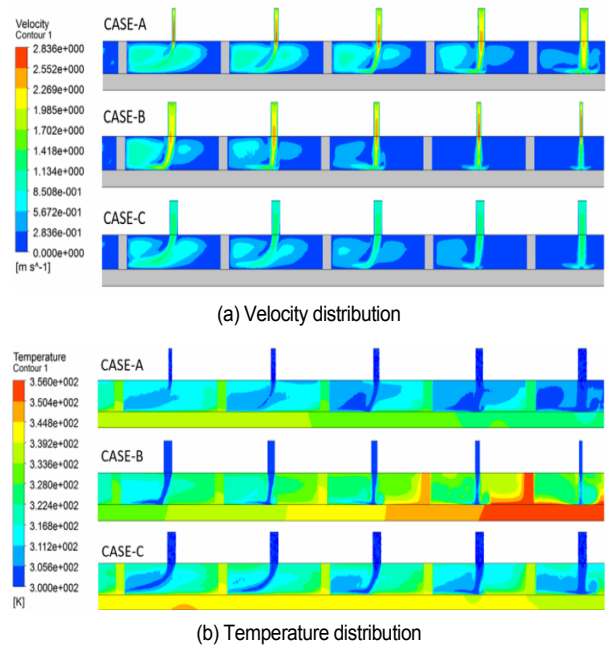 Velocity
Contour 1
2.836e+000
2.552e+000
2.269e+000
1.985e+000
1.702e+000
1.418e+000
1.134e+000
8.508e-001
5.672e-001
2.836e-001
0.000e+000
[m s^-1]
CASE-A
CASE-B
CASE-C
(a) Velocity distribution
Temperature
Contour 1
3.560e+002
3.504e+002
3.448e+002
3.392e+002
3.336e+002
3.280e+002
3.224e+002
3.168e+002
3.112e+002
3.056e+002
3.000e+002
[K]
CASE-A
CASE-B
CASE-C
(b) Temperature distribution